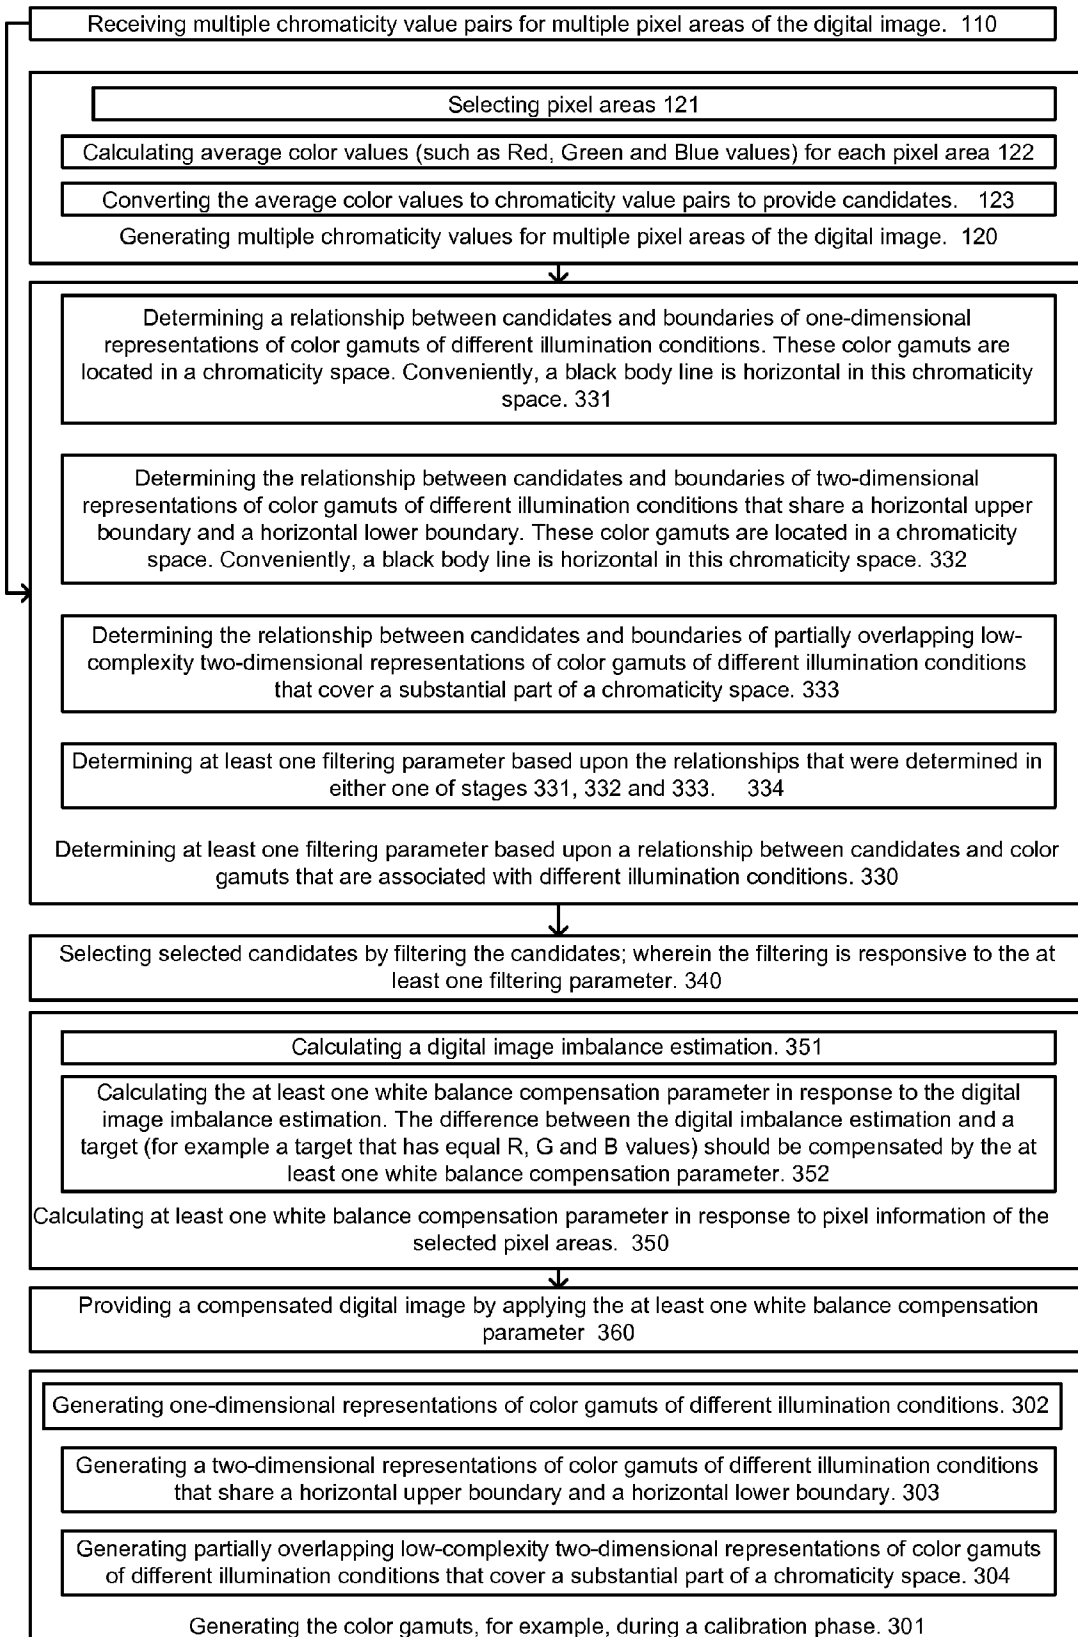 Receiving multiple chromaticity value pairs for multiple pixel areas of the digital image. 110
Selecting pixel areas 121
Calculating average color values (such as Red, Green and Blue values) for each pixel area 122
Converting the average color values to chromaticity value pairs to provide candidates. 123
Generating multiple chromaticity values for multiple pixel areas of the digital image. 120
Determining a relationship between candidates and boundaries of one-dimensional
representations of color gamuts of different illumination conditions. These color gamuts are
located in a chromaticity space. Conveniently, a black body line is horizontal in this chromaticity
space. 331
Determining the relationship between candidates and boundaries of two-dimensional
representations of color gamuts of different illumination conditions that share a horizontal upper
boundary and a horizontal lower boundary. These color gamuts are located in a chromaticity
space. Conveniently, a black body line is horizontal in this chromaticity space. 332
Determining the relationship between candidates and boundaries of partially overlapping low-
complexity two-dimensional representations of color gamuts of different illumination conditions
that cover a substantial part of a chromaticity space. 333
Determining at least one filtering parameter based upon the relationships that were determined in
either one of stages 331, 332 and 333. 334
Determining at least one filtering parameter based upon a relationship between candidates and color
gamuts that are associated with different illumination conditions. 330
Selecting selected candidates by filtering the candidates; wherein the filtering is responsive to the at
least one filtering parameter. 340
Calculating a digital image imbalance estimation. 351
Calculating the at least one white balance compensation parameter in response to the digital
image imbalance estimation. The difference between the digital imbalance estimation and a
target (for example a target that has equal R, G and B values) should be compensated by the at
least one white balance compensation parameter. 352
Calculating at least one white balance compensation parameter in response to pixel information of the
selected pixel areas. 350
Providing a compensated digital image by applying the at least one white balance compensation
parameter 360
Generating one-dimensional representations of color gamuts of different illumination conditions. 302
Generating a two-dimensional representations of color gamuts of different illumination conditions
that share a horizontal upper boundary and a horizontal lower boundary. 303
Generating partially overlapping low-complexity two-dimensional representations of color gamuts
of different illumination conditions that cover a substantial part of a chromaticity space. 304
Generating the color gamuts, for example, during a calibration phase. 301